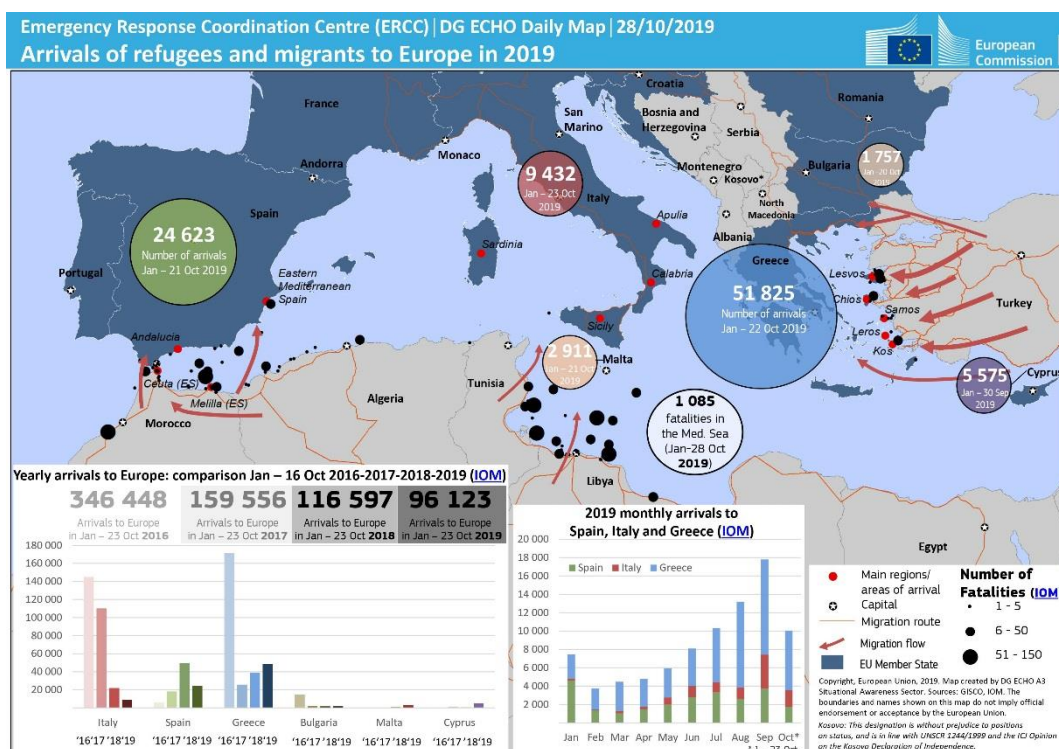 Emergency Response Coordination Centre (ERCC)|DG ECHO Daily Map|28/10/2019
Arrivals of refugees and migrants to Europe in 2019
European
Commission
Croatia
Romania
France
San
Marino
Bosnia and
Herzegovina
Serbia
Monaco
Andorra
Montenegro
Kosovo*
Bulgaria
1 757
Jan -20 Oct
9 432
Jan – 23 Oct
2019
Italy
North
Macedonia
Spain
24 623
Number of arrivals
Jan – 21 Oct 2019
Apulia
Albania
Sardinia
Greece
Portugal
Eastern
Mediterranean
Spain
Calabria
51 825
Number of arrivals
Jan – 22 Oct 2019
Lesvos
Chios
Samos
Turkey
Andalucia
Sicily
Leros
Kos
2 911
Jan – 21 Oct
2019
Malta
Ceuta (ES)
Melilla (ES)
Tunisia
5 575
Jan – 30 Sep
2019
Cyprus
Algeria
Morocco
1 085
fatalities in
the Med. Sea
(Jan-28 Oct
2019)
Libya
Egypt
Yearly arrivals to Europe: comparison Jan – 16 Oct 2016-2017-2018-2019 (IOM)
346 448 159 556 116 597 96 123
Arrivals to Europe Arrivals to Europe Arrivals to Europe Arrivals to Europe
in Jan – 23 Oct 2016 in Jan – 23 Oct 2017 in Jan – 23 Oct 2018 in Jan – 23 Oct 2019
180 000
160 000
140 000
120 000
100 000
80 000
60 000
40 000
20 000
Italy Spain Greece Bulgaria Malta Cyprus
'16'17 '18'19 '16'17 '18'19 '16'17 '18'19 '16'17 '18'19 '16'17 '18'19 '16'17 '18'19
2019 monthly arrivals to
Spain, Italy and Greece (IOM)
20 000
18 000
16 000
14 000
12 000
10 000
8 000
6 000
4 000
2 000
Spain Italy Greece
Jan Feb Mar Apr May Jun Jul Aug Sep Oct*
Main regions/
areas of arrival
Capital
Migration route
Migration flow
EU Member State
Number of
Fatalities (IOM
1 - 5
6 - 50
51 - 150
Copyright, European Union, 2019. Map created by DG ECHO A3
Situational Awareness Sector. Sources: GISCO, IOM. The
boundaries and names shown on this map do not imply official
endorsement or acceptance by the European Union.
Kosovo: This designation is without prejudice to positions
on status, and is in line with UNSCR 1244/1999 and the ICJ Opinion
on the Kosovo Declaration of Independence.